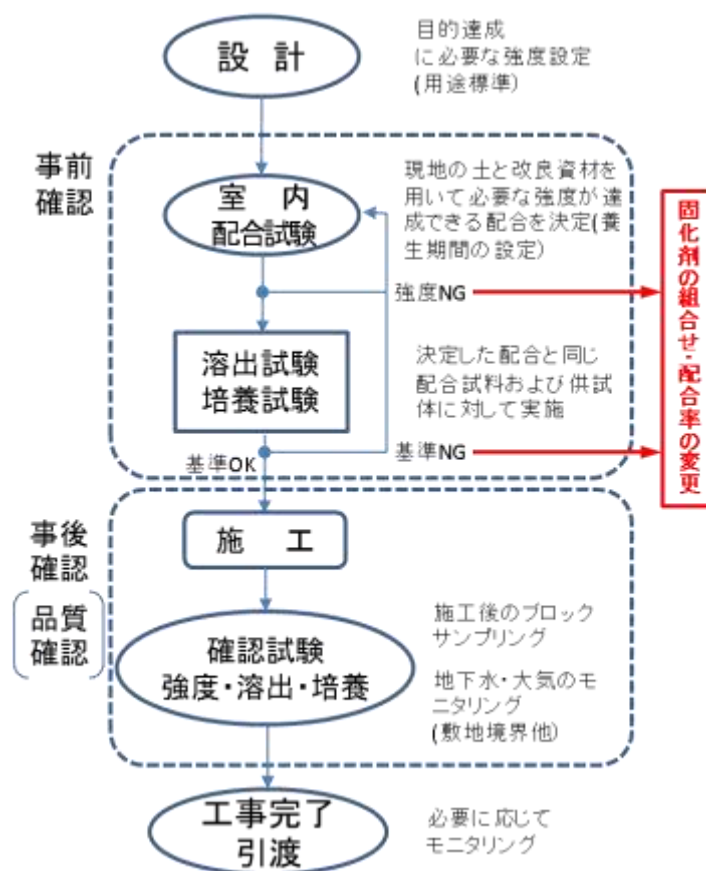 設 計
目的達成
に必要な強度設定
(用途標準)
事前
確認
室 内
配合試験
現地の土と改良資材を
用いて必要な強度が達
成できる配合を決定(養
生期間の設定)
強度NG
固化剤の組合せ・配合率の変更
溶出試験
培養試験
決定した配合と同じ
配合試料および供試
体に対して実施
基準OK
基準NG
事後
確認
品質
確認
施 工
確認試験
強度・溶出・培養
施工後のブロック
サンプリング
地下水・大気のモ
ニタリング
(敷地境界他)
工事完了
引渡
必要に応じて
モニタリング